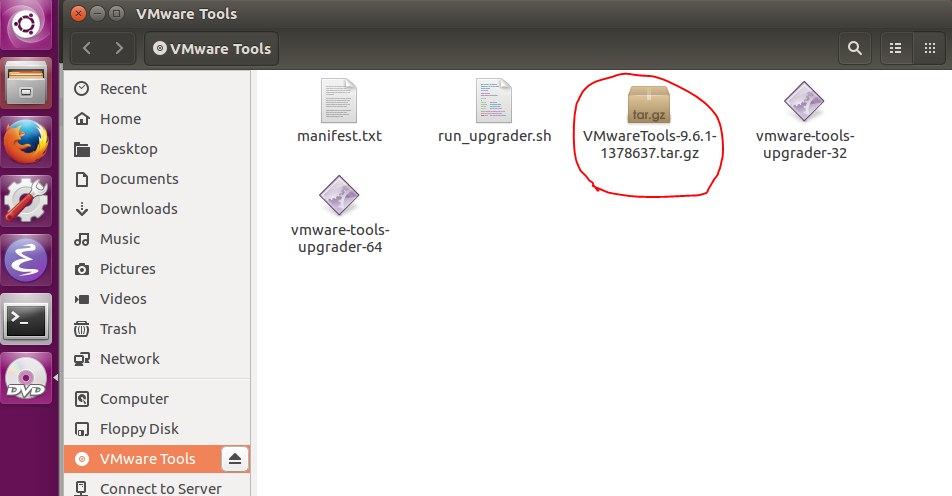 VMware Tools
VMware Tools
Recent
Home
Desktop
Documents
Downloads
Music
Pictures
Videos
Trash
Network
Computer
Floppy Disk
VMware Tools
Connect to Server
manifest.txt
run_upgrader.sh
tar.gz
VMwareTools-9.6.1-
1378637.tar.gz
vmware-tools-
upgrader-32
vmware-tools-
upgrader-64
>_
DVD